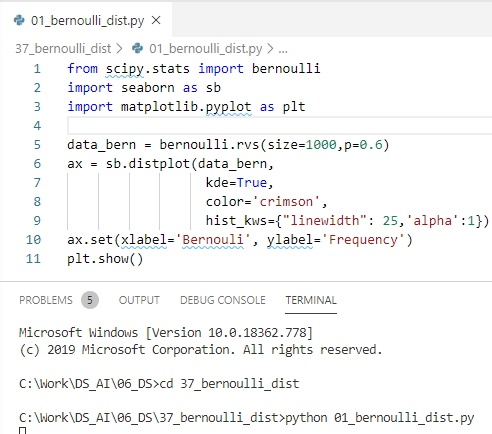 01_bernoulli_dist.py ×
37_bernoulli_dist > 01_bernoulli_dist.py > ...
1 from scipy.stats import bernoulli
2 import seaborn as sb
3 import matplotlib.pyplot as plt
4
5 data_bern = bernoulli.rvs(size=1000,p=0.6)
6 ax = sb.distplot(data_bern,
7 kde=True,
8 color='crimson',
9 hist_kws={"linewidth": 25,'alpha':1})
10 ax.set(xlabel='Bernouli', ylabel='Frequency')
11 plt.show()
PROBLEMS 5 OUTPUT DEBUG CONSOLE TERMINAL
Microsoft Windows [Version 10.0.18362.778]
(c) 2019 Microsoft Corporation. All rights reserved.
C:\Work\DS_AI\06_DS>cd 37_bernoulli_dist
C:\Work\DS_AI\06_DS\37_bernoulli_dist>python 01_bernoulli_dist.py